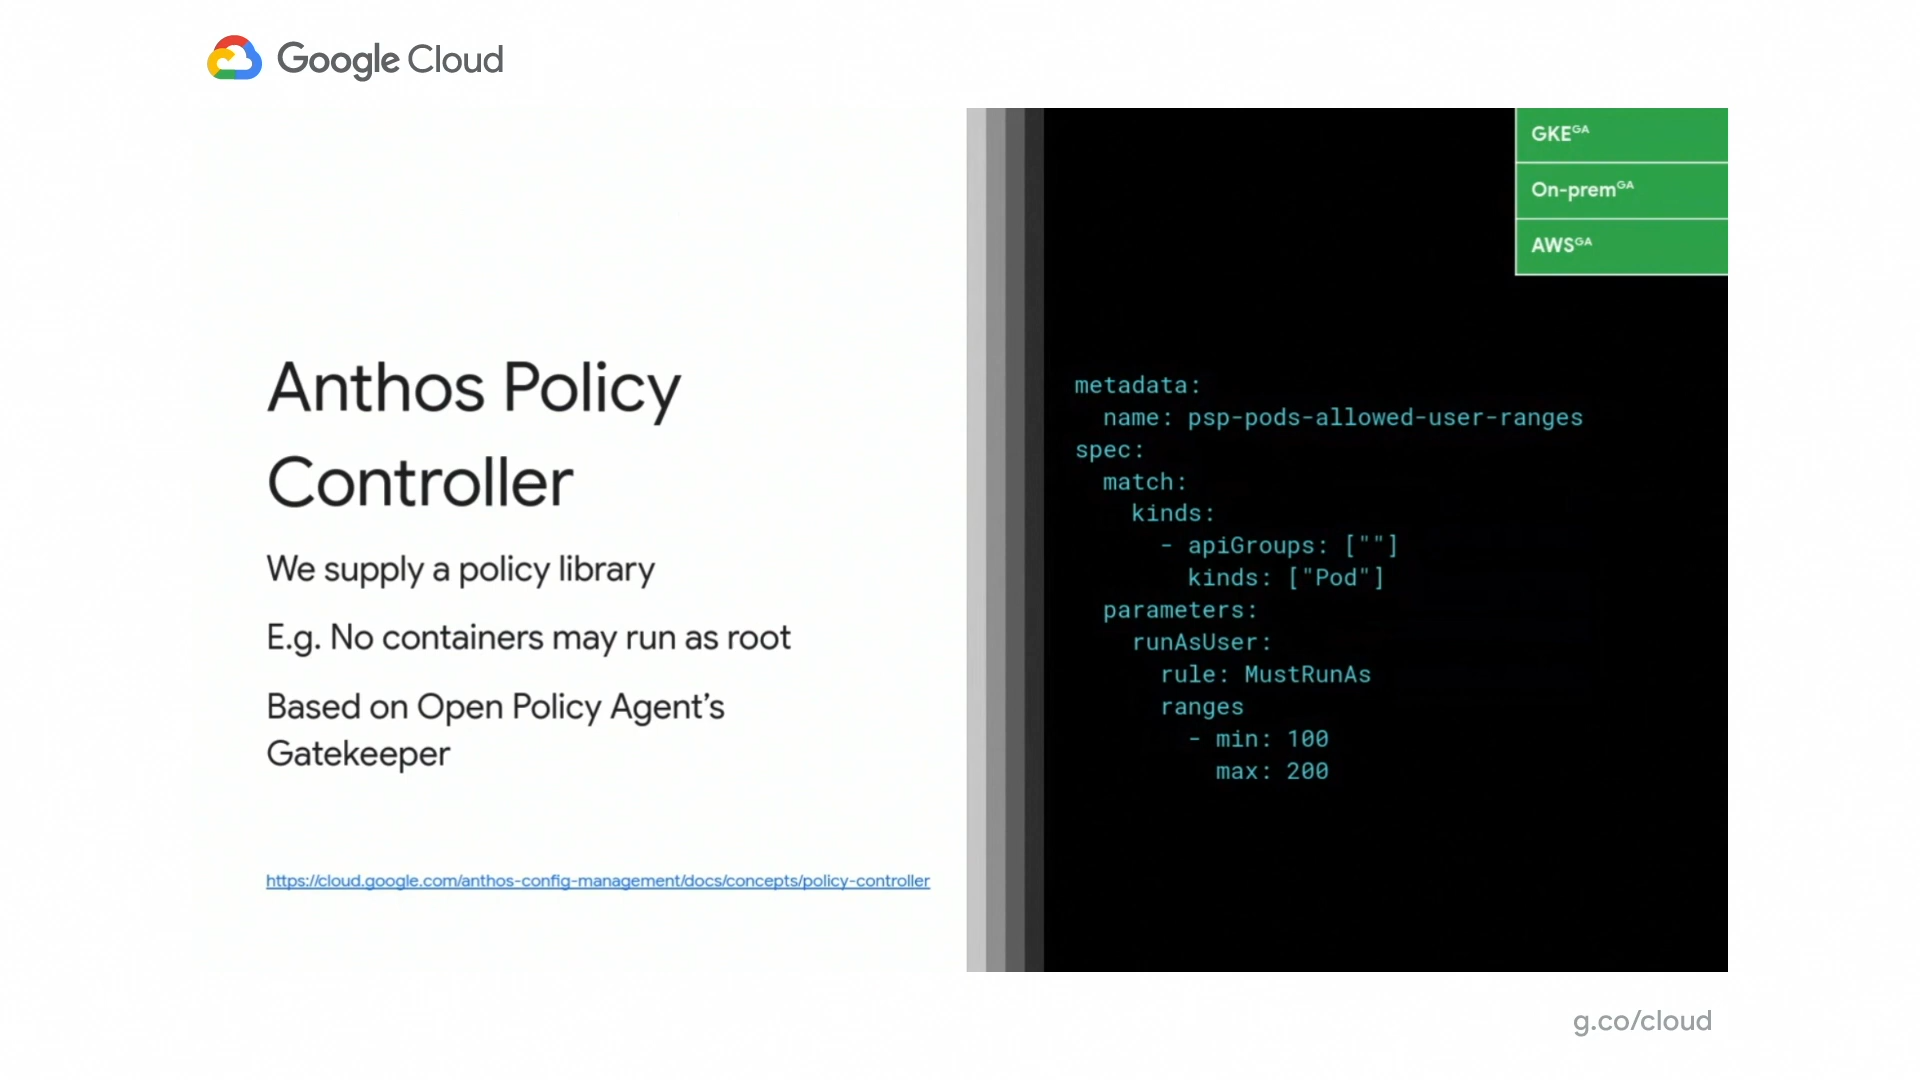 Google Cloud
Anthos Policy
Controller
We supply a policy library
E.g. No containers may run as root
Based on Open Policy Agent’s
Gatekeeper
https://cloud.google.com/anthos-config-management/docs/concepts/policy-controller
GKEGA
On-premGA
AWSGA
metadata:
  name: psp-pods-allowed-user-ranges
spec:
  match:
    kinds:
      - apiGroups: [""]
        kinds: ["Pod"]
  parameters:
    runAsUser:
      rule: MustRunAs
      ranges
        - min: 100
          max: 200
g.co/cloud